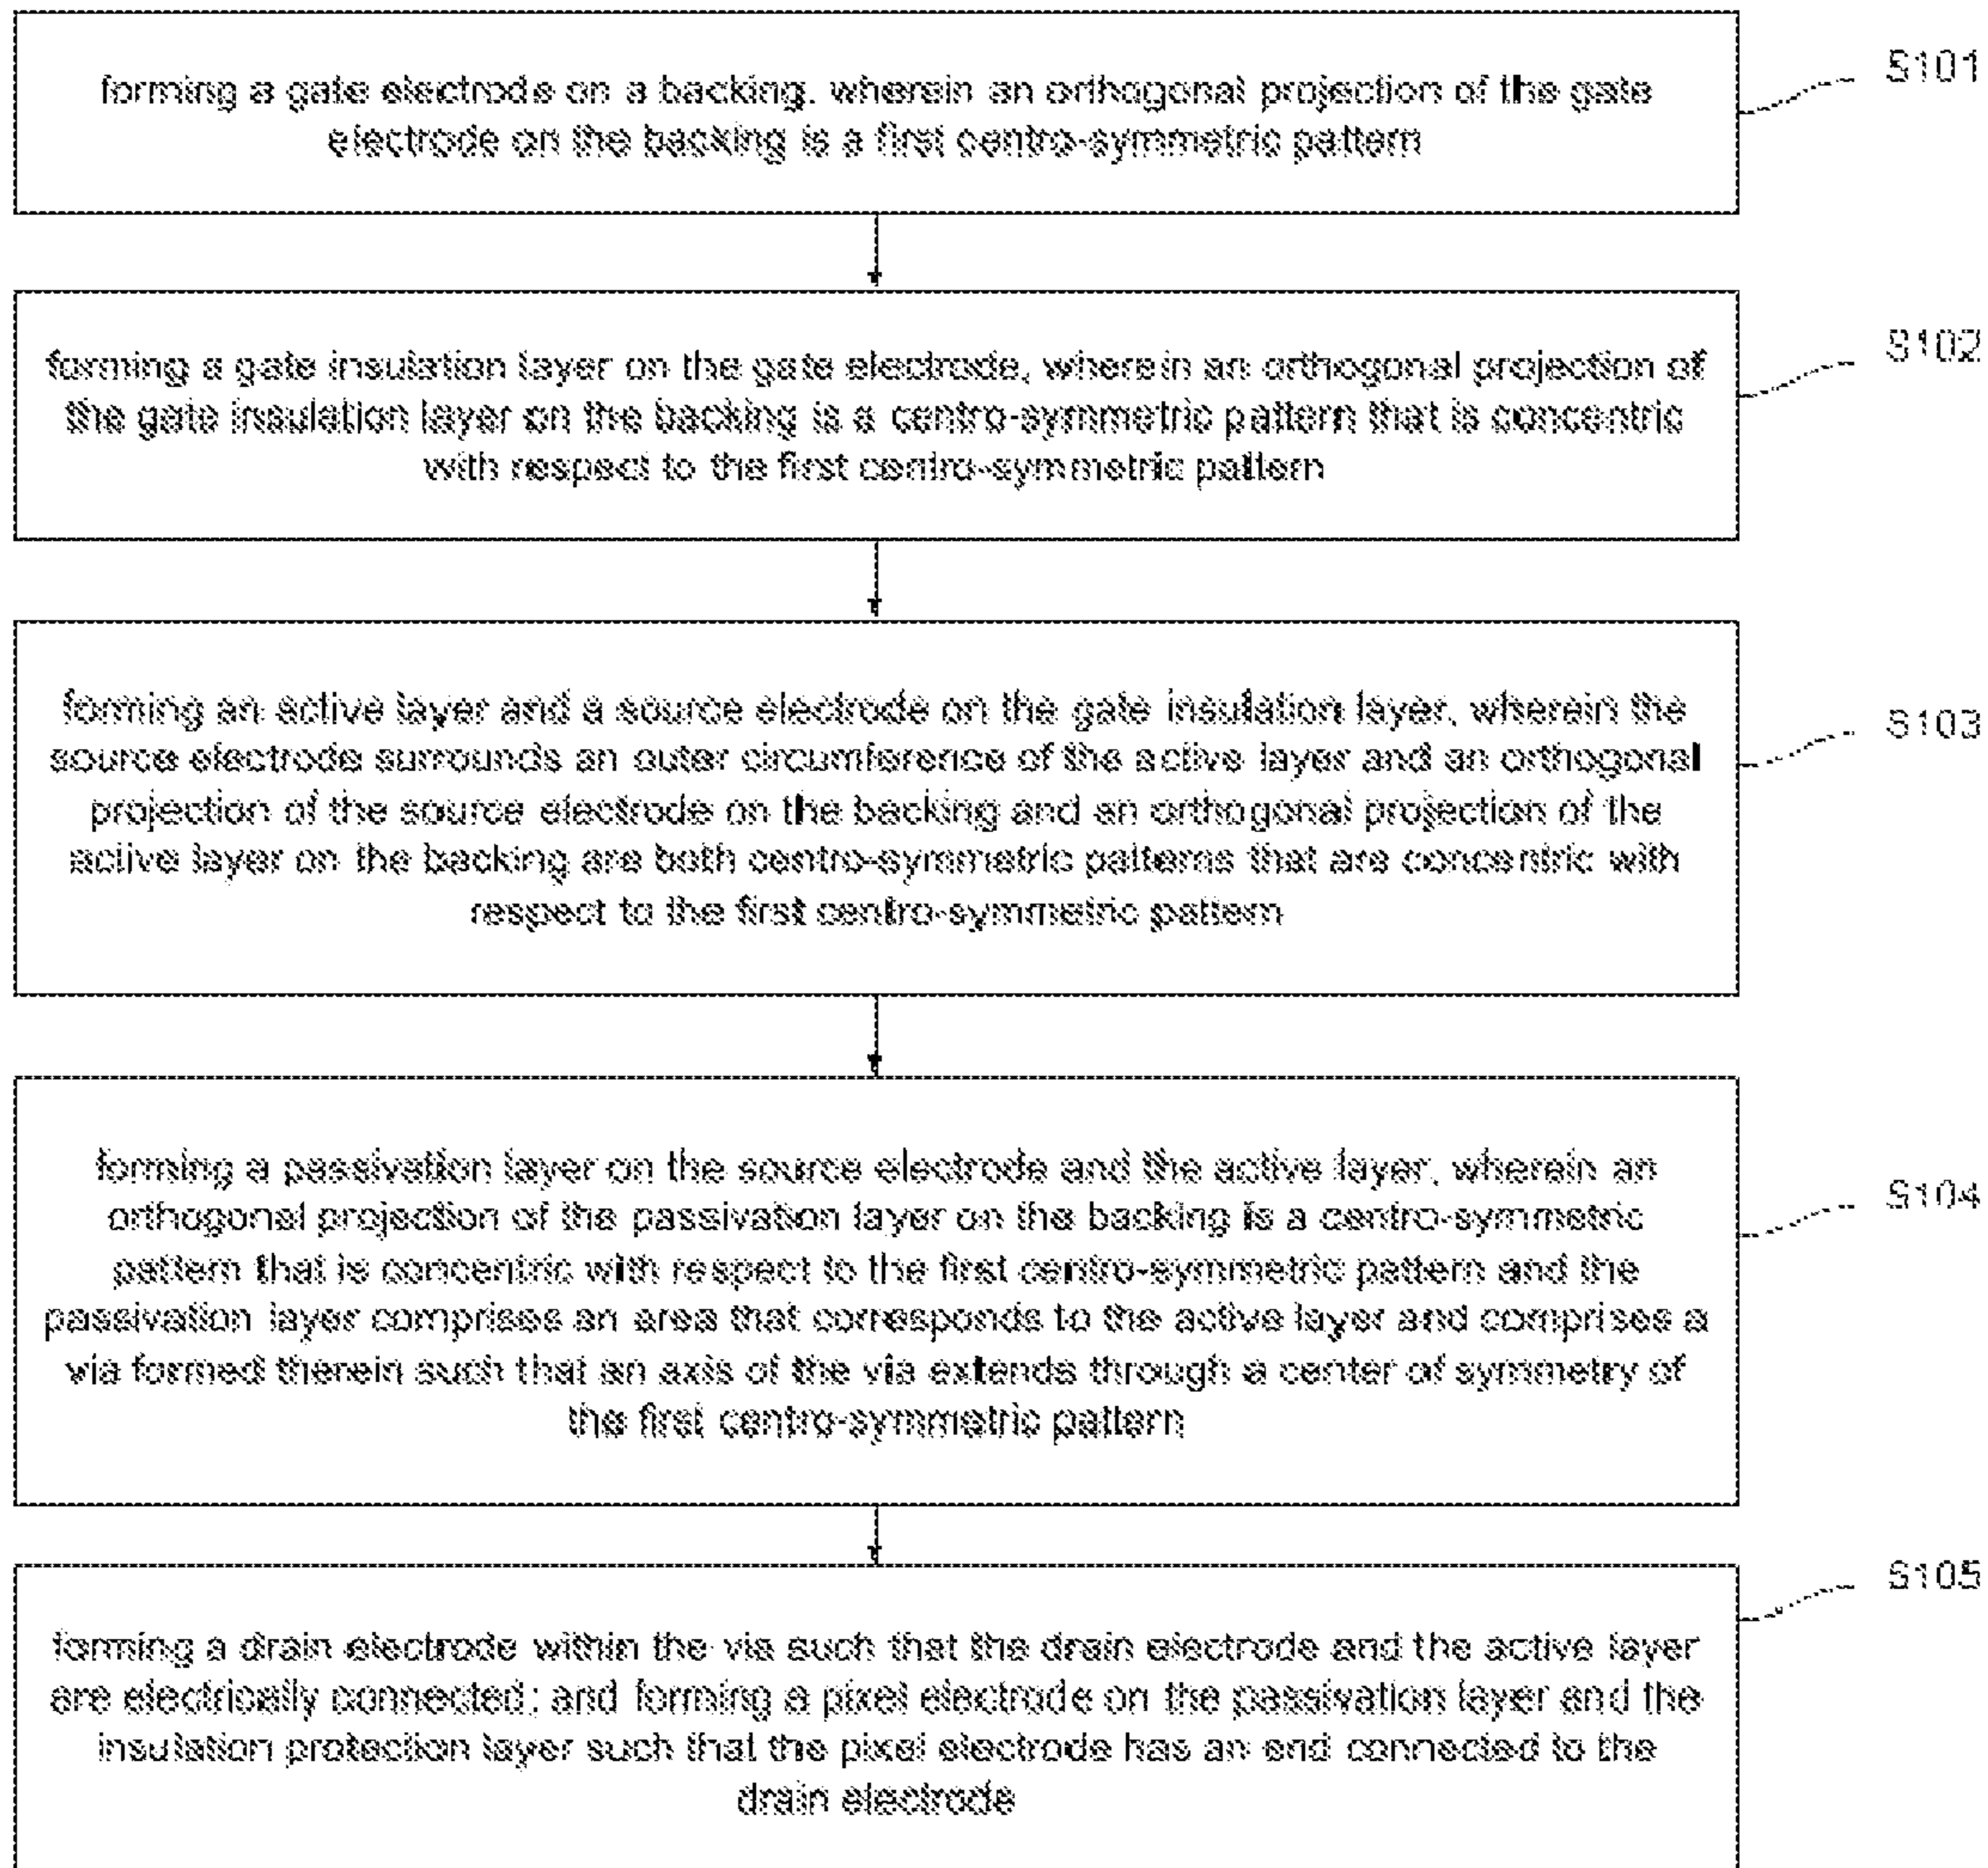 forming a gate electrode on a backing, wherein an orthogonal projection of the gate
electrode on the backing is a first centro-symmetric pattern
S101
forming a gate insulation layer on the gate electrode, wherein an orthogonal projection of
the gate insulation layer on the backing is a centro-symmetric pattern that is concentric
with respect to the first centro-symmetric pattern
S102
forming an active layer and a source electrode on the gate insulation layer, wherein the
source electrode surrounds an outer circumference of the active layer and an orthogonal
projection of the source electrode on the backing and an orthogonal projection of the
active layer on the backing are both centro-symmetric patterns that are concentric with
respect to the first centro-symmetric pattern
S103
forming a passivation layer on the source electrode and the active layer, wherein an
orthogonal projection of the passivation layer on the backing is a centro-symmetric
pattern that is concentric with respect to the first centro-symmetric pattern and the
passivation layer comprises an area that corresponds to the active layer and comprises a
via formed therein such that an axis of the via extends through a center of symmetry of
the first centro-symmetric pattern
S104
forming a drain electrode within the via such that the drain electrode and the active layer
are electrically connected; and forming a pixel electrode on the passivation layer and the
insulation protection layer such that the pixel electrode has an end connected to the
drain electrode
S105